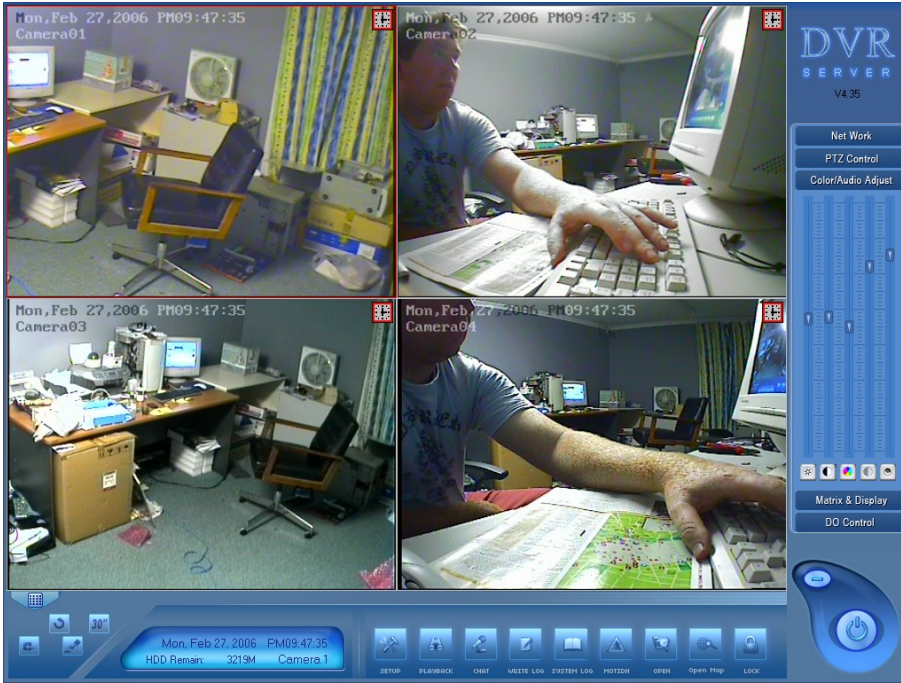 Mon,Feb 27,2006 PM09:47:35
Camera01
Mon,Feb 27,2006 PM09:47:35
Camera02
Mon,Feb 27,2006 PM09:47:35
Camera03
Mon,Feb 27,2006 PM09:47:35
Camera04
DVR
SERVER
V4.35
Net Work
PTZ Control
Color/Audio Adjust
Matrix & Display
DO Control
30"
Mon, Feb 27, 2006 PM09:47:35
HDD Remain: 3219M Camera 1
SETUP
PLAYBACK
CHAT
WRITE LOG
SYSTEM LOG
MOTION
OPEN
Open Map
LOCK